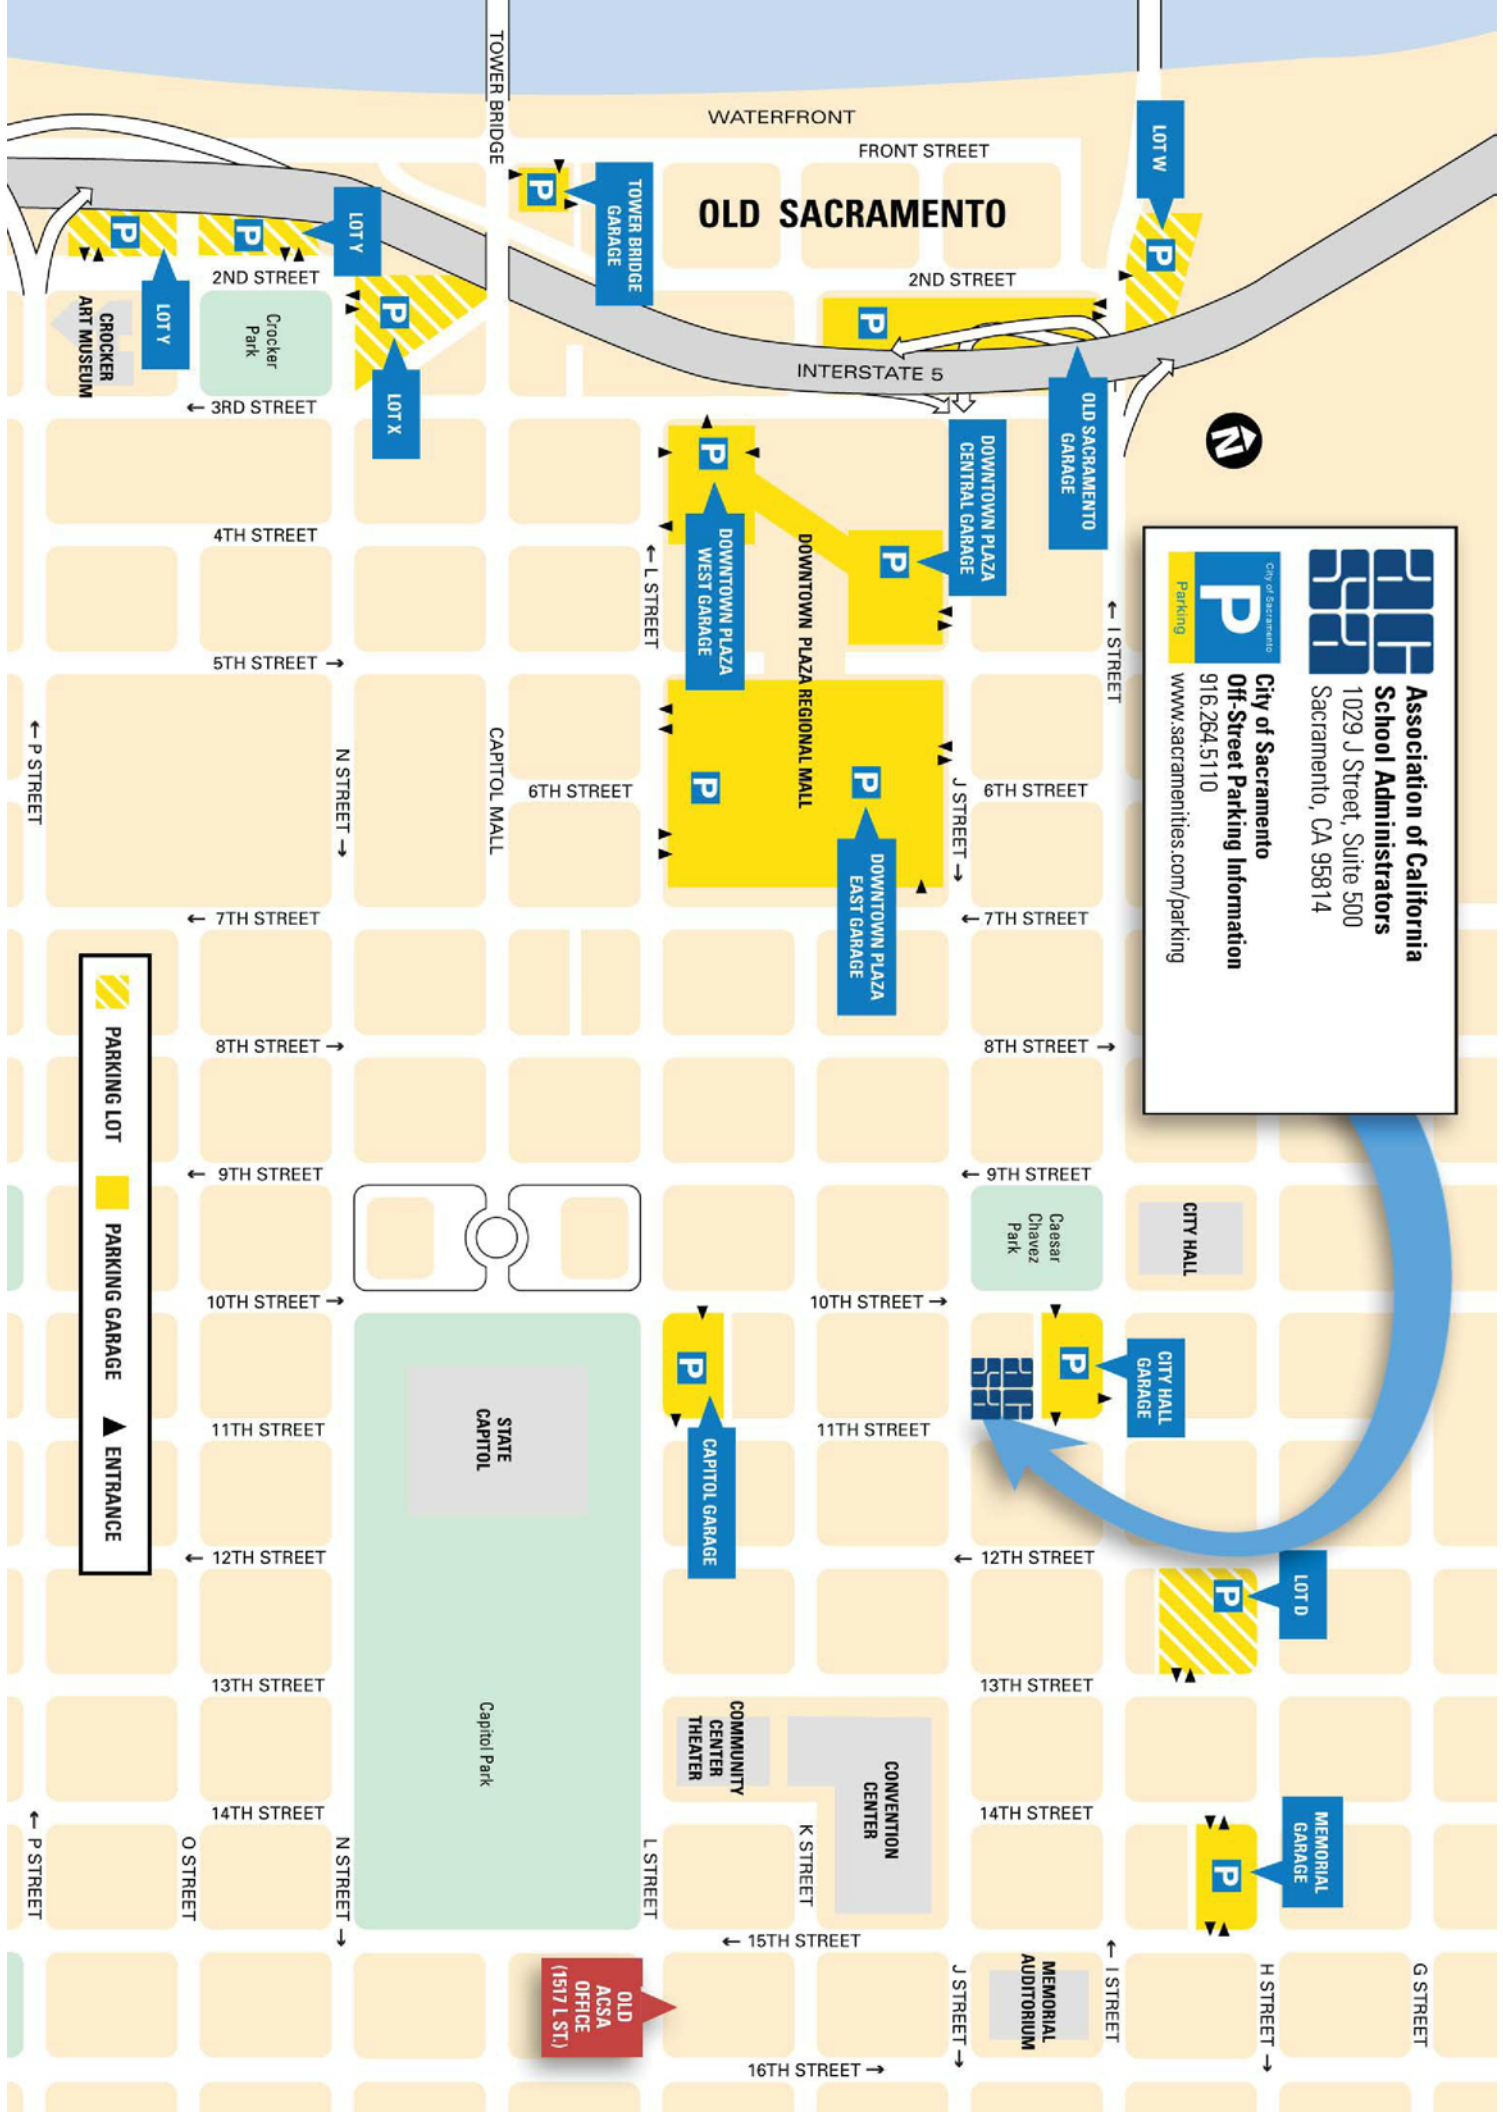 Association of California
School Administrators
1029 J Street, Suite 500
Sacramento, CA 95814
City of Sacramento
P
Parking
City of Sacramento
Off-Street Parking Information
916.264.5110
www.sacramenities.com/parking
N
TOWER BRIDGE
WATERFRONT
FRONT STREET
LOT W
P
P
TOWER BRIDGE
GARAGE
OLD SACRAMENTO
P
P
LOT Y
2ND STREET
2ND STREET
LOT Y
CROCKER
ART MUSEUM
Crocker
Park
P
LOT X
P
INTERSTATE 5
OLD SACRAMENTO
GARAGE
← 3RD STREET
P
DOWNTOWN PLAZA
CENTRAL GARAGE
4TH STREET
← L STREET
DOWNTOWN PLAZA
WEST GARAGE
P
DOWNTOWN PLAZA REGIONAL MALL
← I STREET
5TH STREET →
← P STREET
N STREET →
CAPITOL MALL
6TH STREET
P
P
J STREET →
6TH STREET
DOWNTOWN PLAZA
EAST GARAGE
← 7TH STREET
← 7TH STREET
8TH STREET →
8TH STREET →
← 9TH STREET
← 9TH STREET
Caesar
Chavez
Park
CITY HALL
10TH STREET →
10TH STREET →
P
CITY HALL
GARAGE
P
CAPITOL GARAGE
STATE
CAPITOL
11TH STREET
11TH STREET
← 12TH STREET
← 12TH STREET
P
LOT D
13TH STREET
13TH STREET
Capitol Park
COMMUNITY
CENTER
THEATER
CONVENTION
CENTER
14TH STREET
14TH STREET
P
MEMORIAL
GARAGE
← P STREET
O STREET
N STREET →
L STREET
K STREET
← 15TH STREET
OLD
ACSA
OFFICE
(1517 L ST.)
J STREET →
MEMORIAL
AUDITORIUM
← I STREET
H STREET →
G STREET
16TH STREET →
PARKING LOT
PARKING GARAGE
ENTRANCE